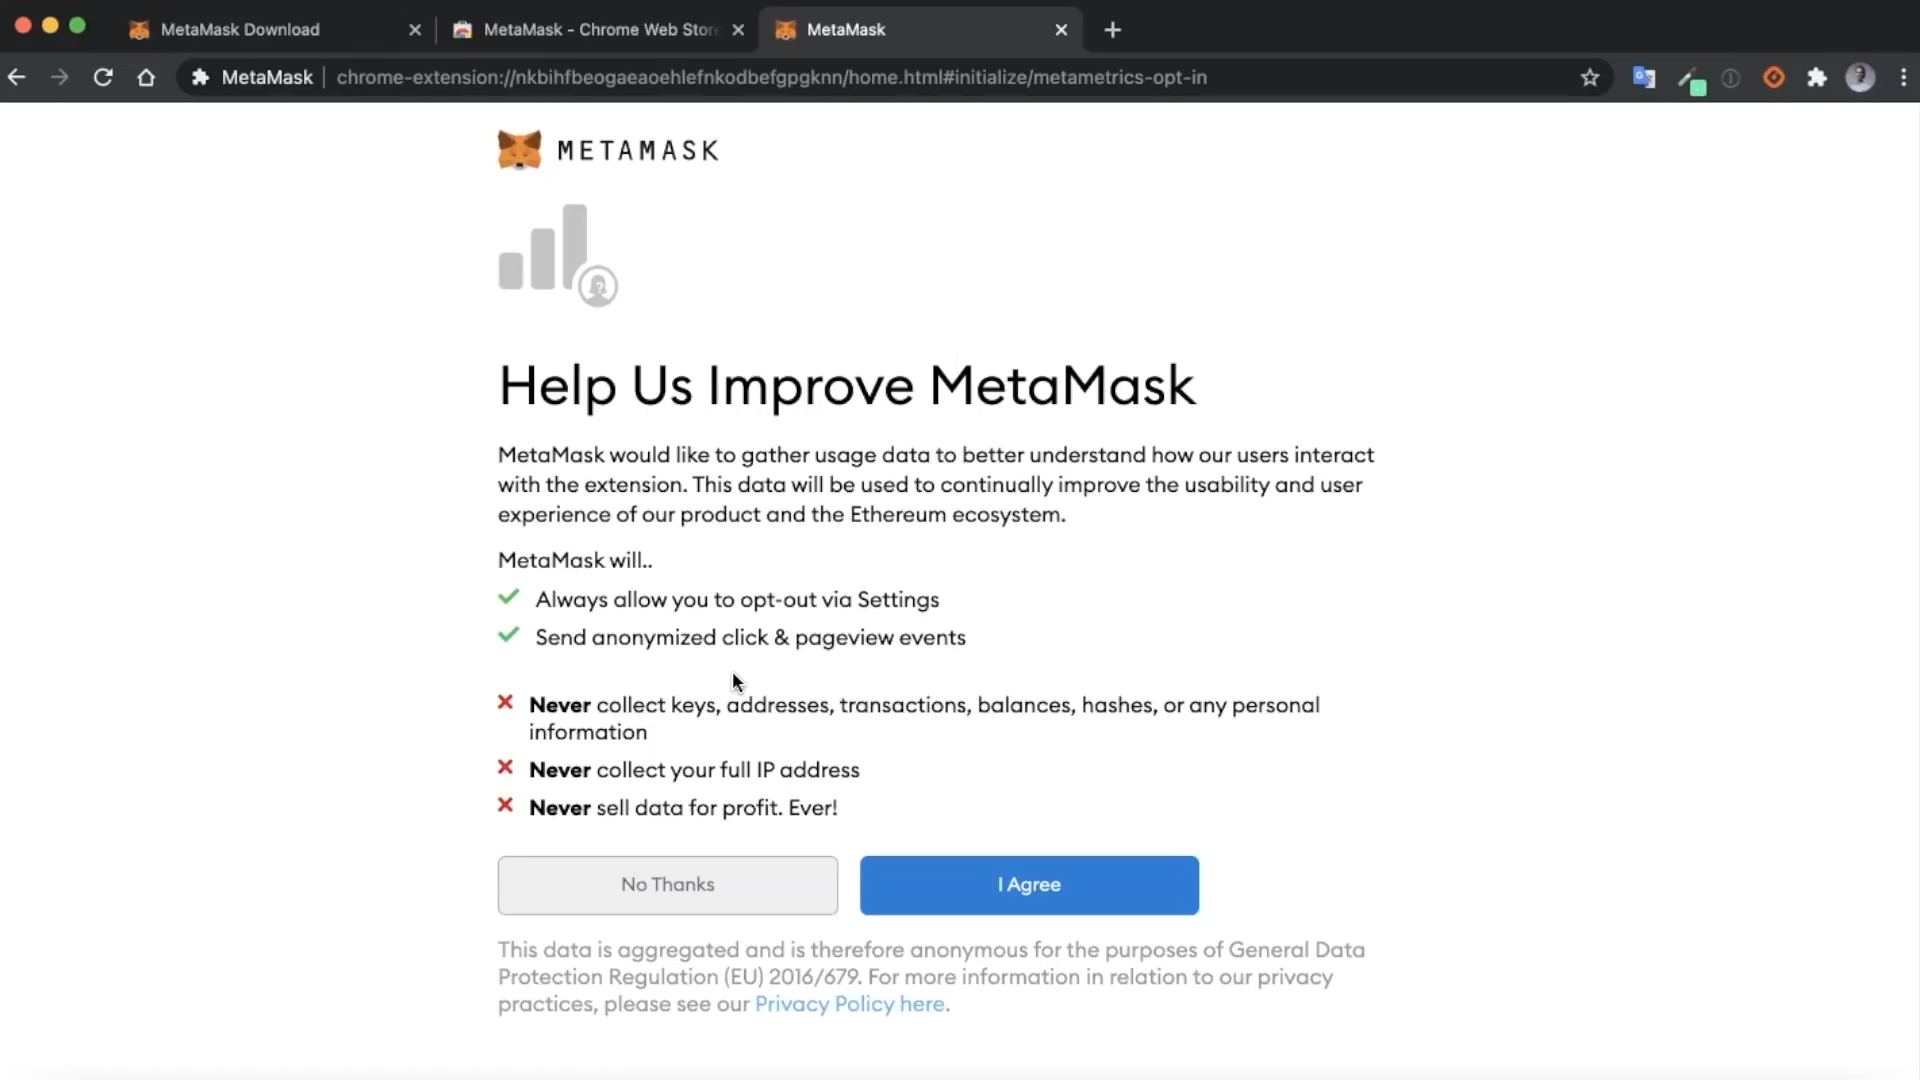 MetaMask Download
MetaMask - Chrome Web Stor
MetaMask
MetaMask chrome-extension://nkbihfbeogaeaoehlefnkodbefgpgknn/home.html#initialize/metametrics-opt-in
METAMASK
Help Us Improve MetaMask
MetaMask would like to gather usage data to better understand how our users interact
with the extension. This data will be used to continually improve the usability and user
experience of our product and the Ethereum ecosystem.
MetaMask will..
Always allow you to opt-out via Settings
Send anonymized click & pageview events
Never collect keys, addresses, transactions, balances, hashes, or any personal
information
Never collect your full IP address
Never sell data for profit. Ever!
No Thanks
I Agree
This data is aggregated and is therefore anonymous for the purposes of General Data
Protection Regulation (EU) 2016/679. For more information in relation to our privacy
practices, please see our Privacy Policy here.